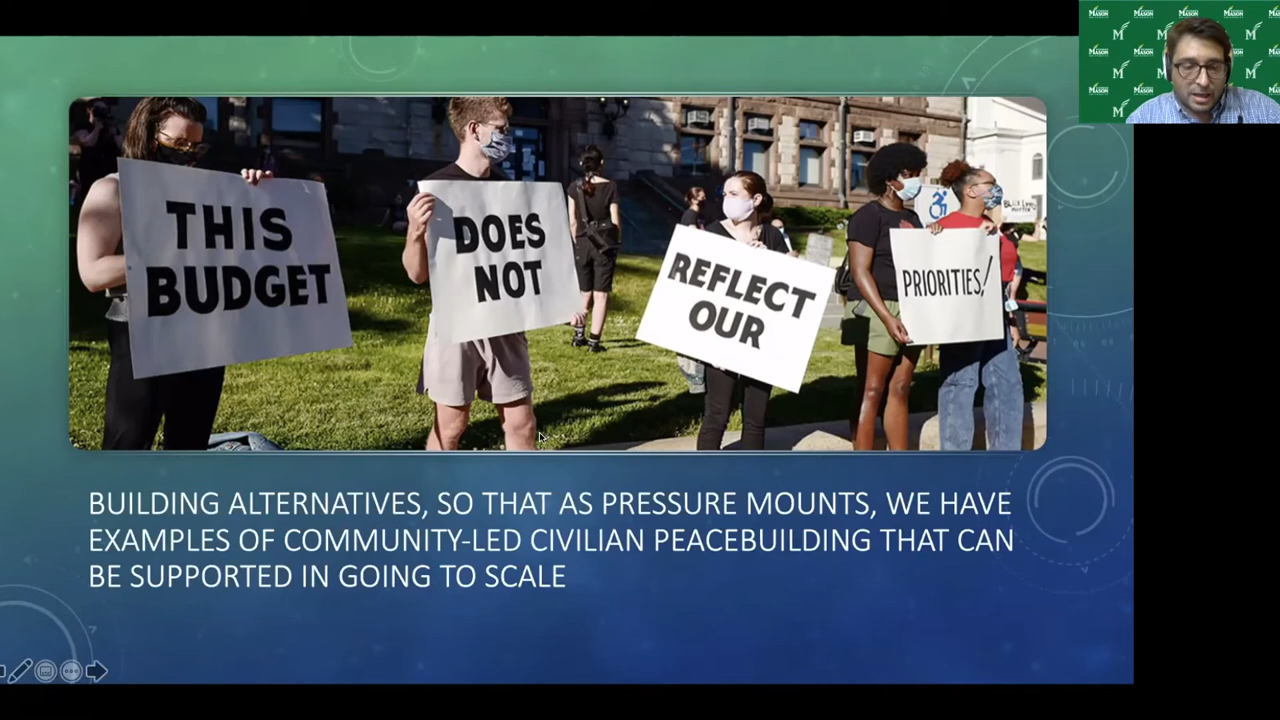 THIS
BUDGET
DOES
NOT
REFLECT
OUR
PRIORITIES!
BUILDING ALTERNATIVES, SO THAT AS PRESSURE MOUNTS, WE HAVE
EXAMPLES OF COMMUNITY-LED CIVILIAN PEACEBUILDING THAT CAN
BE SUPPORTED IN GOING TO SCALE
MASON